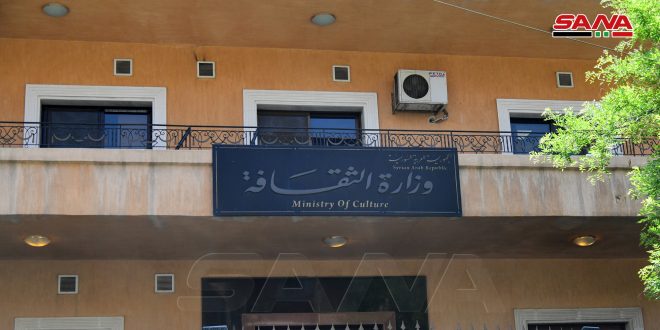 SANA
الجمهورية العربية السورية
Syrian Arab Republic
وزارة الثقافة
Ministry Of Culture
SANA